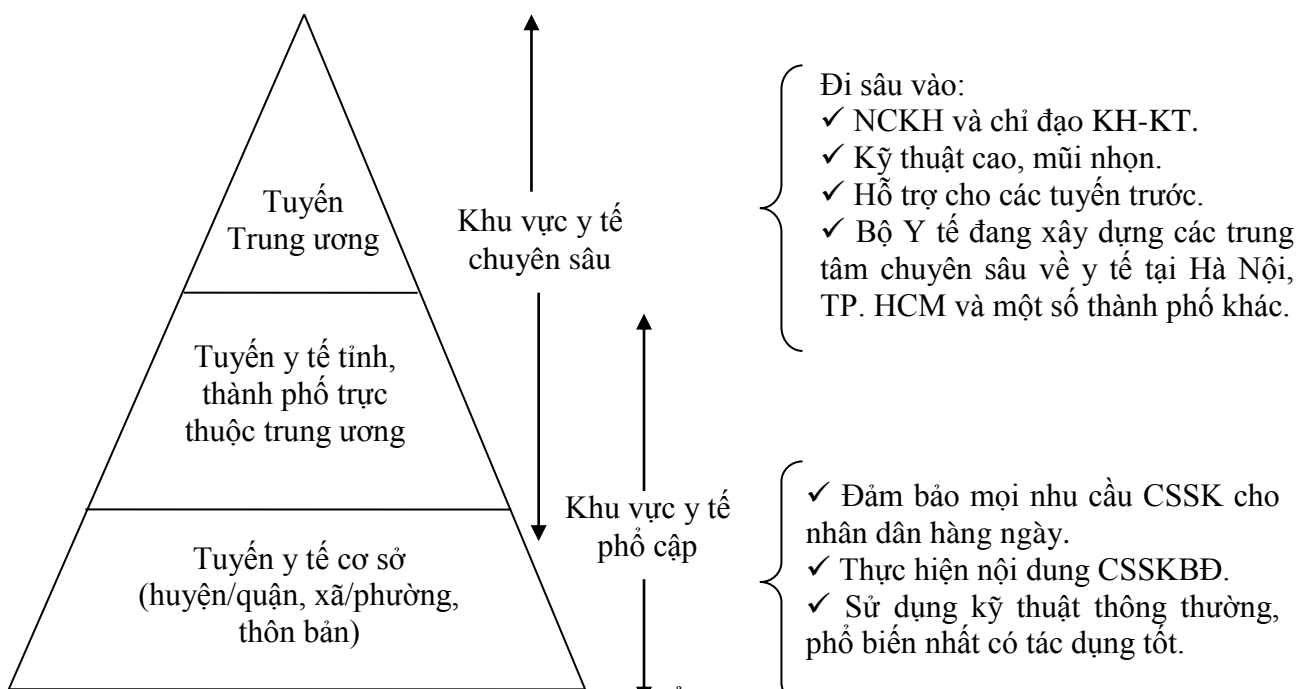 Tuyến
Trung ương
Tuyến y tế tỉnh,
thành phố trực
thuộc trung ương
Tuyến y tế cơ sở
(huyện/quận, xã/phường,
thôn bản)
Khu vực y tế
chuyên sâu
Khu vực y tế
phổ cập
Đi sâu vào:
✓ NCKH và chỉ đạo KH-KT.
✓ Kỹ thuật cao, mũi nhọn.
✓ Hỗ trợ cho các tuyến trước.
✓ Bộ Y tế đang xây dựng các trung
tâm chuyên sâu về y tế tại Hà Nội,
TP. HCM và một số thành phố khác.
✓ Đảm bảo mọi nhu cầu CSSK cho
nhân dân hàng ngày.
✓ Thực hiện nội dung CSSKBĐ.
✓ Sử dụng kỹ thuật thông thường,
phổ biến nhất có tác dụng tốt.